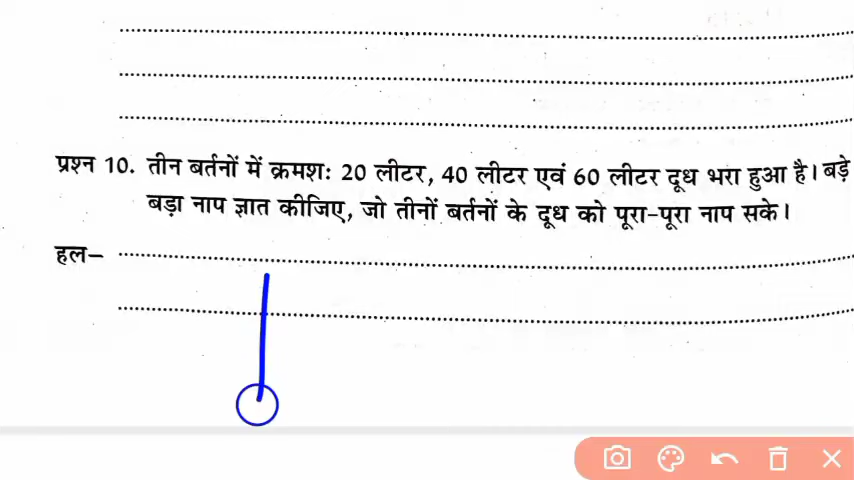 प्रश्न 10. तीन बर्तनों में क्रमशः 20 लीटर, 40 लीटर एवं 60 लीटर दूध भरा हुआ है। बड़े
बड़ा नाप ज्ञात कीजिए, जो तीनों बर्तनों के दूध को पूरा-पूरा नाप सके।
हल–